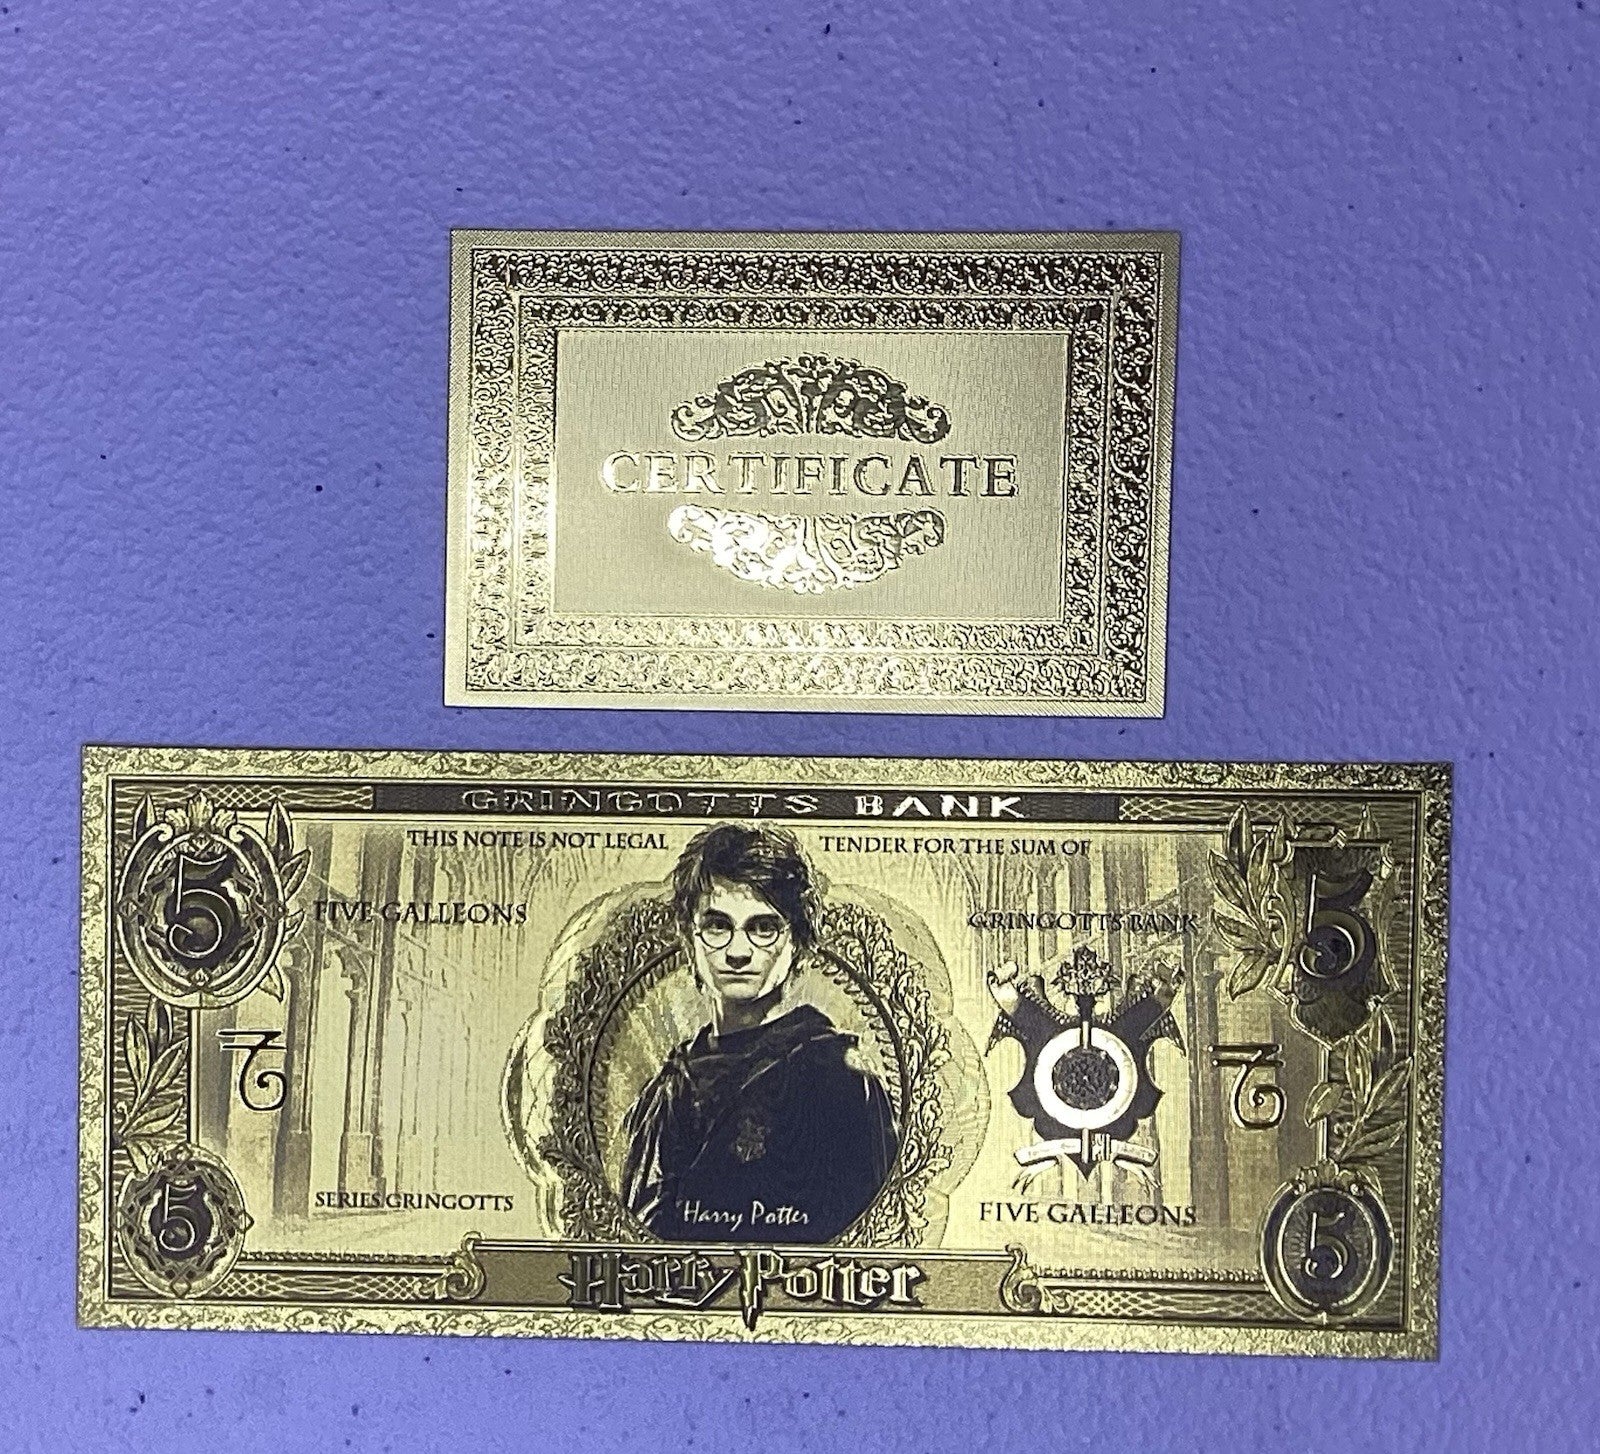 CERTIFICATE
GRINGOTTS BANK
THIS NOTE IS NOT LEGAL TENDER FOR THE SUM OF
5
5
FIVE GALLEONS
GRINGOTTS BANK
SERIES GRINGOTTS
Harry Potter
FIVE GALLEONS
5
5
Harry Potter